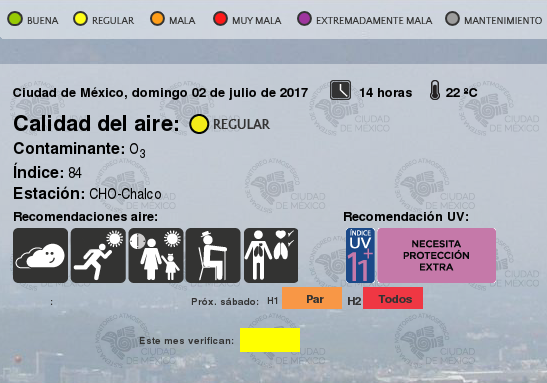 BUENA REGULAR MALA MUY MALA EXTREMADAMENTE MALA MANTENIMIENTO
Ciudad de México, domingo 02 de julio de 2017 14 horas 22 ºC
Calidad del aire: REGULAR
Contaminante: O3
Índice: 84
Estación: CHO-Chalco
Recomendaciones aire: Recomendación UV:
ÍNDICE
UV
11+
NECESITA
PROTECCIÓN
EXTRA
: Próx. sábado: H1 Par H2 Todos
Este mes verifican:
CIUDAD
DE MÉXICO